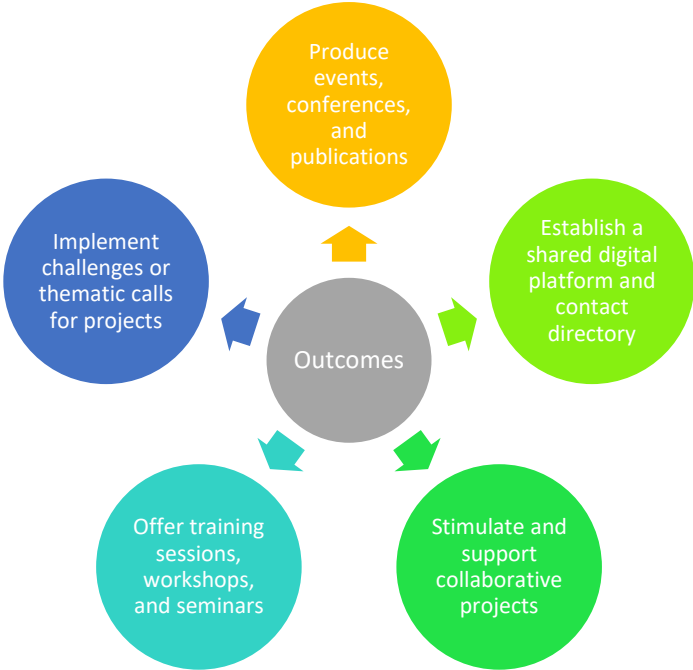 Produce
events,
conferences,
and
publications
Establish a
shared digital
platform and
contact
directory
Stimulate and
support
collaborative
projects
Offer training
sessions,
workshops,
and seminars
Implement
challenges or
thematic calls
for projects
Outcomes